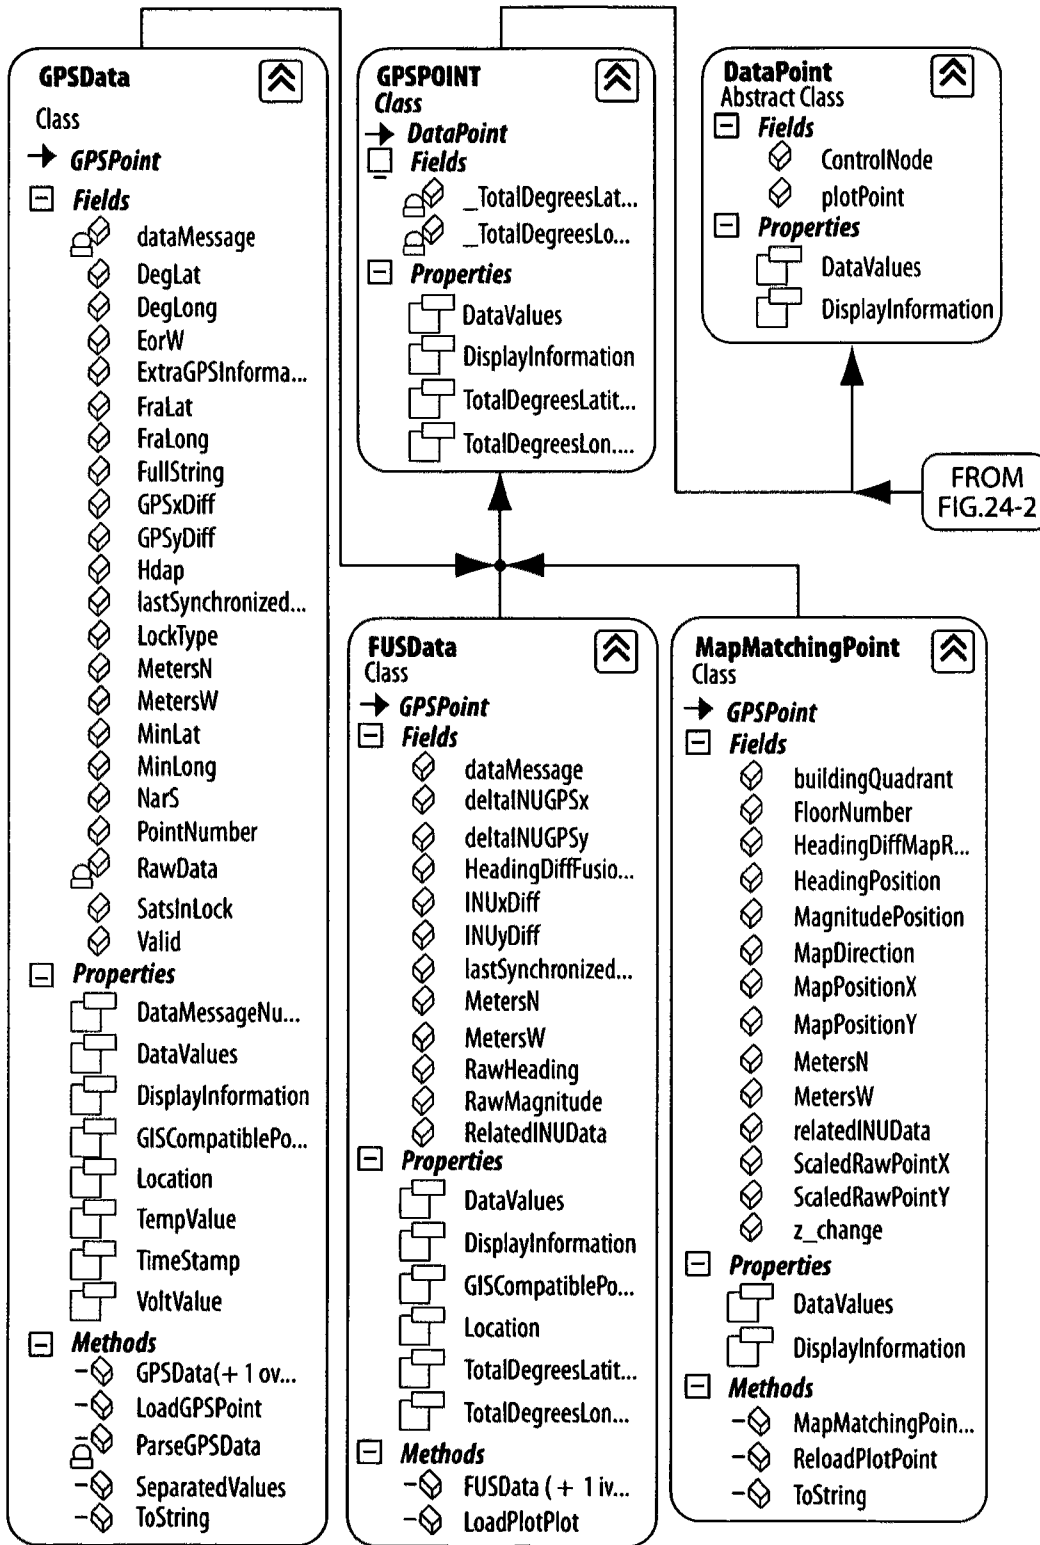 GPSData
Class
GPSPoint
Fields
dataMessage
DegLat
DegLong
EorW
ExtraGPSInforma...
FraLat
FraLong
FullString
GPSxDiff
GPSyDiff
Hdap
lastSynchronized...
LockType
MetersN
MetersW
MinLat
MinLong
NarS
PointNumber
RawData
SatsInLock
Valid
Properties
DataMessageNu...
DataValues
DisplayInformation
GISCompatiblePo...
Location
TempValue
TimeStamp
VoltValue
Methods
GPSData(+ 1 ov...
LoadGPSPoint
ParseGPSData
SeparatedValues
ToString
GPSPOINT
Class
DataPoint
Fields
_TotalDegreesLat...
_TotalDegreesLo...
Properties
DataValues
DisplayInformation
TotalDegreesLatit...
TotalDegreesLon....
DataPoint
Abstract Class
Fields
ControlNode
plotPoint
Properties
DataValues
DisplayInformation
FROM
FIG.24-2
FUSData
Class
GPSPoint
Fields
dataMessage
deltaINUGPSx
deltaINUGPSy
HeadingDiffFusio...
INUxDiff
INUyDiff
lastSynchronized...
MetersN
MetersW
RawHeading
RawMagnitude
RelatedINUData
Properties
DataValues
DisplayInformation
GISCompatiblePo...
Location
TotalDegreesLatit...
TotalDegreesLon...
Methods
FUSData ( + 1 iv...
LoadPlotPlot
MapMatchingPoint
Class
GPSPoint
Fields
buildingQuadrant
FloorNumber
HeadingDiffMapR...
HeadingPosition
MagnitudePosition
MapDirection
MapPositionX
MapPositionY
MetersN
MetersW
relatedINUData
ScaledRawPointX
ScaledRawPointY
z_change
Properties
DataValues
DisplayInformation
Methods
MapMatchingPoin...
ReloadPlotPoint
ToString